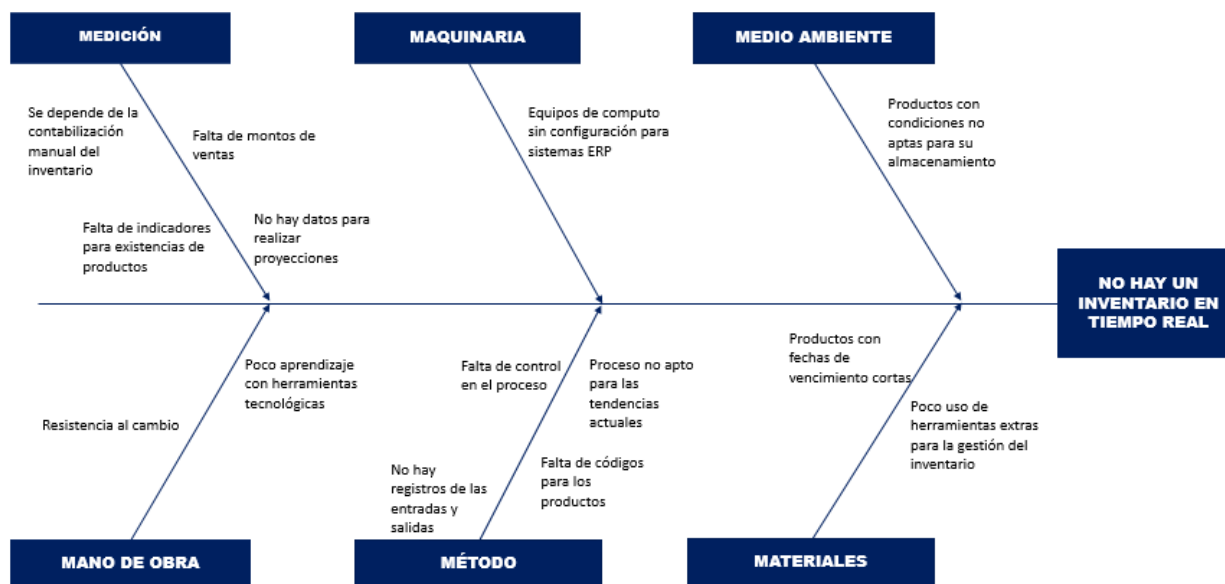 MEDICIÓN
MAQUINARIA
MEDIO AMBIENTE
Se depende de la
contabilización
manual del
inventario
Falta de montos de
ventas
Falta de indicadores
para existencias de
productos
No hay datos para
realizar
proyecciones
Equipos de computo
sin configuración para
sistemas ERP
Productos con
condiciones no
aptas para su
almacenamiento
NO HAY UN
INVENTARIO EN
TIEMPO REAL
Poco aprendizaje
con herramientas
tecnológicas
Resistencia al cambio
Falta de control
en el proceso
Proceso no apto
para las
tendencias
actuales
No hay
registros de las
entradas y
salidas
Falta de códigos
para los
productos
Productos con
fechas de
vencimiento cortas
Poco uso de
herramientas extras
para la gestión del
inventario
MANO DE OBRA
MÉTODO
MATERIALES